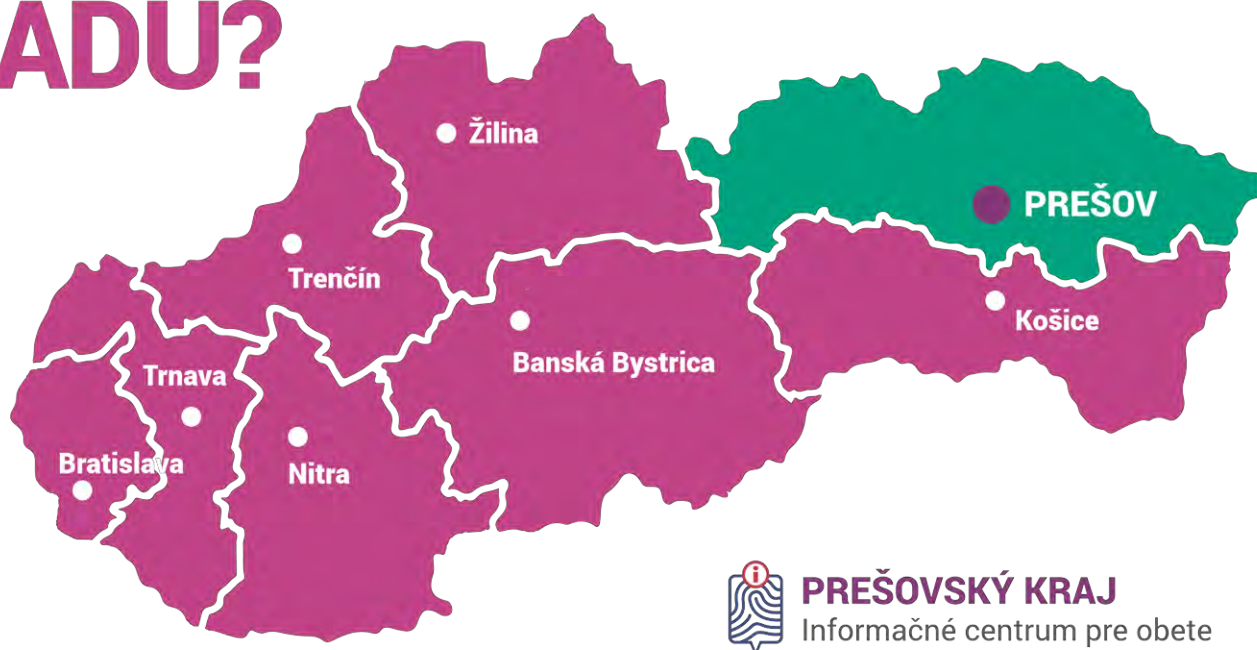 ADU?
Žilina
PREŠOV
Trenčín
Košice
Banská Bystrica
Trnava
Bratislava
Nitra
i
PREŠOVSKÝ KRAJ
Informačné centrum pre obete